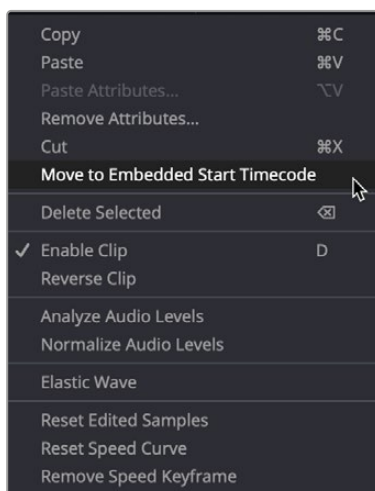 Copy ⌘C
Paste ⌘V
Paste Attributes... ⌥V
Remove Attributes...
Cut ⌘X
Move to Embedded Start Timecode
Delete Selected ⌫
✓ Enable Clip D
Reverse Clip
Analyze Audio Levels
Normalize Audio Levels
Elastic Wave
Reset Edited Samples
Reset Speed Curve
Remove Speed Keyframe